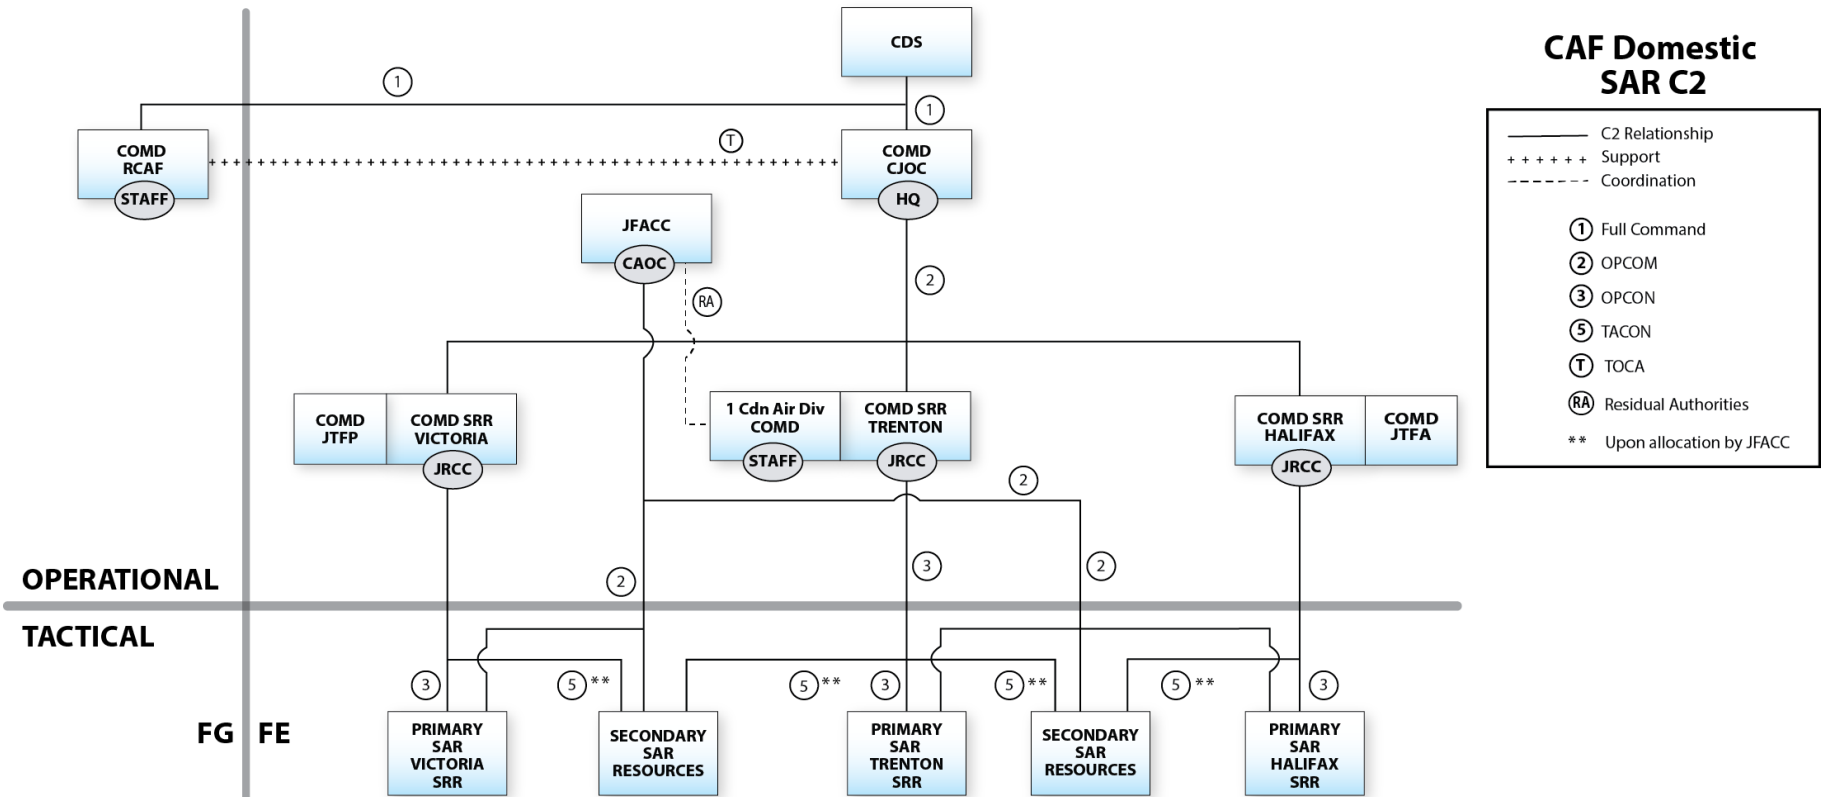 CDS
CAF Domestic
SAR C2
1
1
COMD
RCAF
STAFF
T
COMD
CJOC
HQ
C2 Relationship
+ + + + + + Support
Coordination
1 Full Command
2 OPCOM
3 OPCON
5 TACON
T TOCA
RA Residual Authorities
** Upon allocation by JFACC
JFACC
CAOC
RA
2
COMD
JTFP
COMD SRR
VICTORIA
JRCC
1 Cdn Air Div
COMD
STAFF
COMD SRR
TRENTON
JRCC
COMD SRR
HALIFAX
JRCC
COMD
JTFA
2
2
3
2
OPERATIONAL
TACTICAL
3
5 **
5 **
3
5 **
5 **
3
FG
FE
PRIMARY
SAR
VICTORIA
SRR
SECONDARY
SAR
RESOURCES
PRIMARY
SAR
TRENTON
SRR
SECONDARY
SAR
RESOURCES
PRIMARY
SAR
HALIFAX
SRR